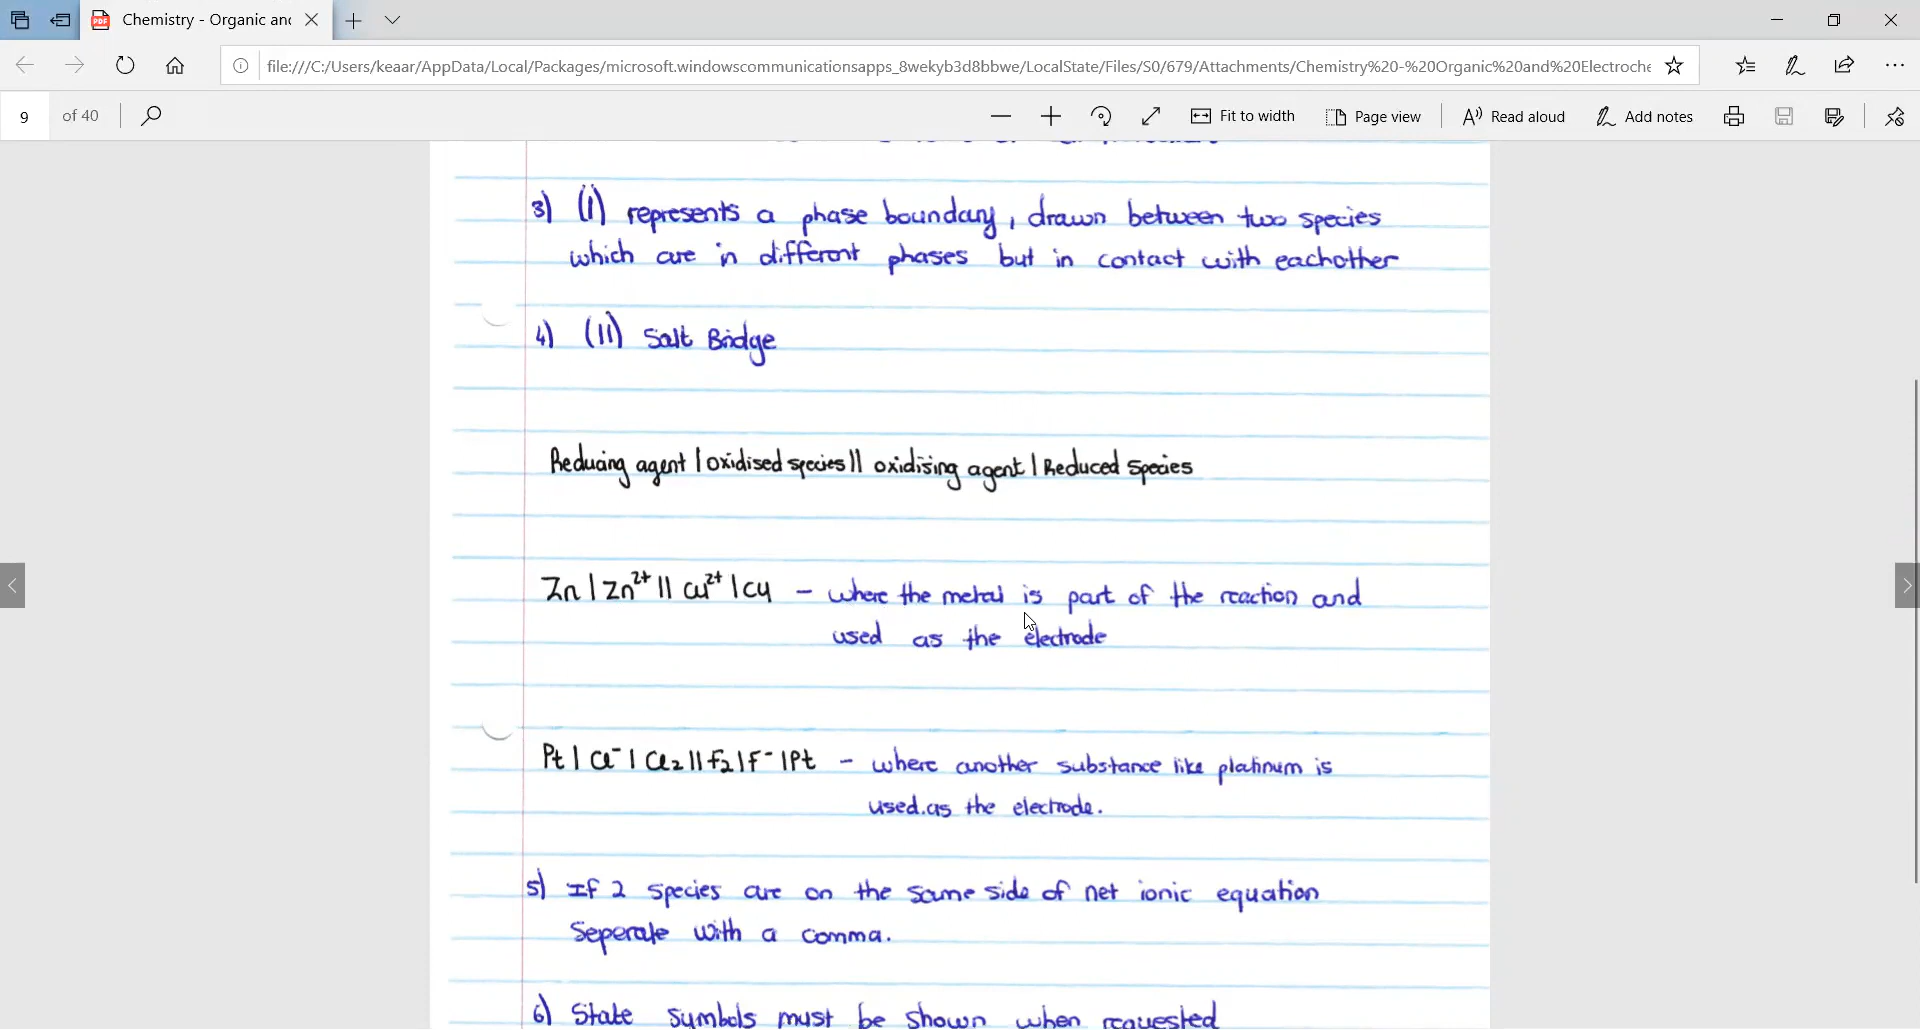 Chemistry - Organic and
file:///C:/Users/keaar/AppData/Local/Packages/microsoft.windowscommunicationsapps_8wekyb3d8bbwe/LocalState/Files/S0/679/Attachments/Chemistry%20-%20Organic%20and%20Electroche
9 of 40
Fit to width
Page view
Read aloud
Add notes
3) (|) represents a phase boundary, drawn between two species
which are in different phases but in contact with eachother
4) (||) Salt Bridge
Reducing agent | oxidised species || oxidising agent | Reduced Species
Zn | Zn²⁺ || Cu²⁺ | Cu – where the metal is part of the reaction and
used as the electrode
Pt | Cl⁻ | Cl₂ || F₂ | F⁻ | Pt – where another substance like platinum is
used as the electrode.
5) If 2 species are on the same side of net ionic equation
Seperate with a comma.
6) State symbols must be shown when requested